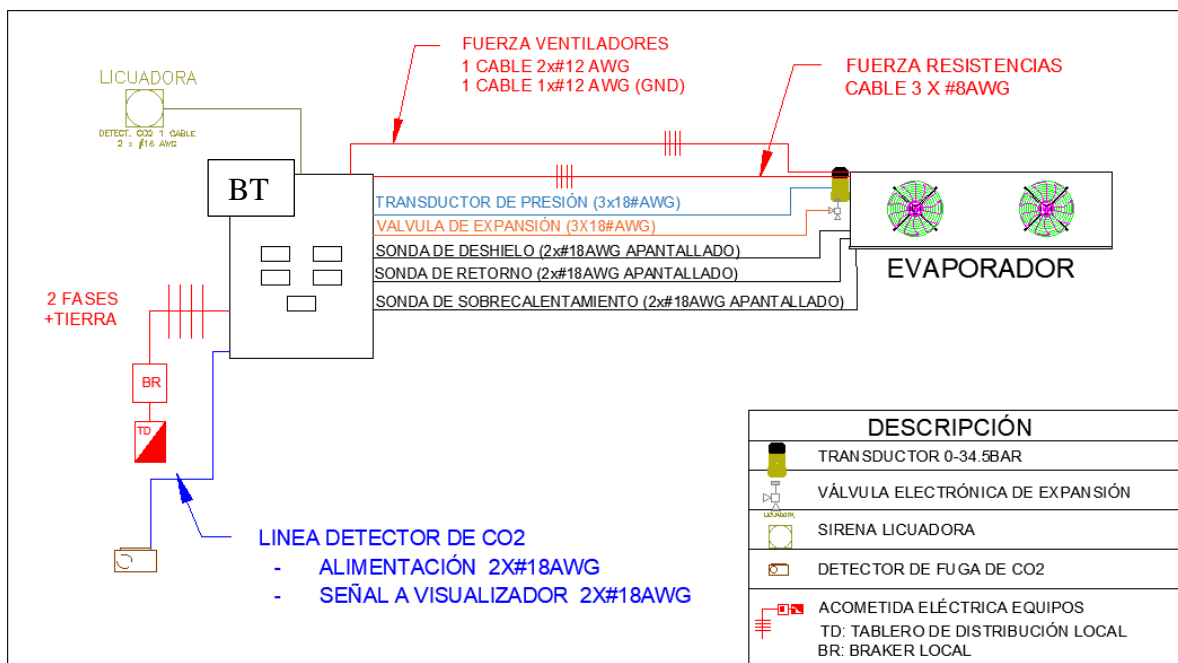 FUERZA VENTILADORES
1 CABLE 2x#12 AWG
1 CABLE 1x#12 AWG (GND)
FUERZA RESISTENCIAS
CABLE 3 X #8AWG
LICUADORA
DETECT. CO2 1 CABLE
2 x #16 AWG
BT
TRANSDUCTOR DE PRESIÓN (3x18#AWG)
VALVULA DE EXPANSIÓN (3X18#AWG)
SONDA DE DESHIELO (2x#18AWG APANTALLADO)
SONDA DE RETORNO (2x#18AWG APANTALLADO)
SONDA DE SOBRECALENTAMIENTO (2x#18AWG APANTALLADO)
EVAPORADOR
2 FASES
+TIERRA
BR
TD
LINEA DETECTOR DE CO2
- ALIMENTACIÓN 2X#18AWG
- SEÑAL A VISUALIZADOR 2X#18AWG
DESCRIPCIÓN
TRANSDUCTOR 0-34.5BAR
VÁLVULA ELECTRÓNICA DE EXPANSIÓN
LICUADORA
SIRENA LICUADORA
DETECTOR DE FUGA DE CO2
ACOMETIDA ELÉCTRICA EQUIPOS
TD: TABLERO DE DISTRIBUCIÓN LOCAL
BR: BRAKER LOCAL